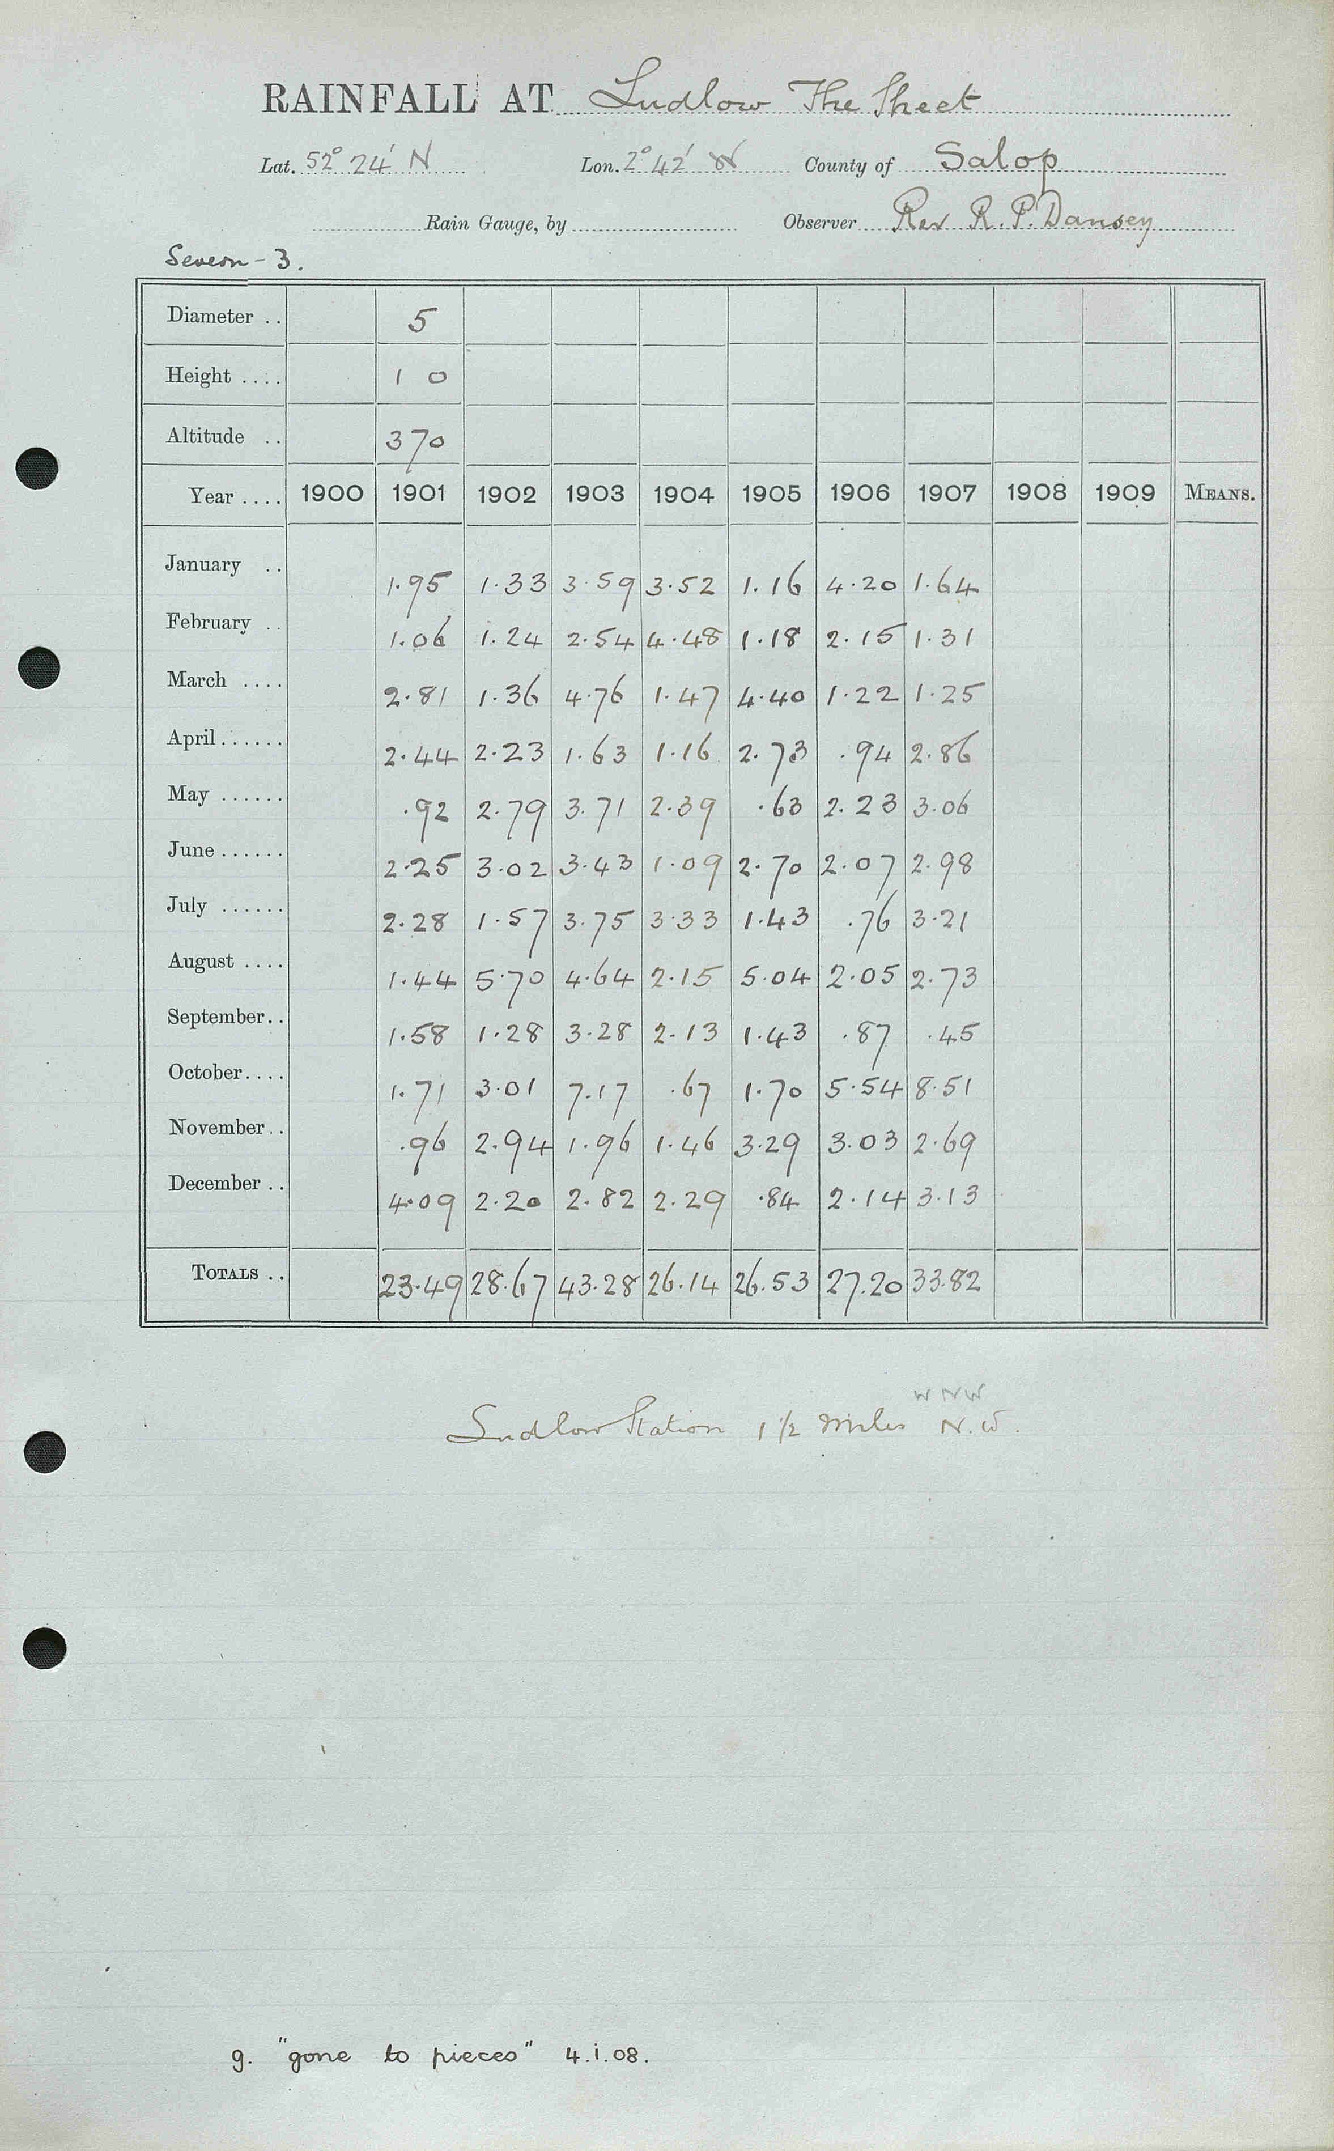 RAINFALL AT Ludlow The Sheet
Lat. 52° 24' N Lon. 2° 42' W County of Salop
Rain Gauge, by Observer Rev R. P. Dansey
Severn - 3.
Diameter .. 5
Height .... 1 0
Altitude .. 370
Year .... 1900 1901 1902 1903 1904 1905 1906 1907 1908 1909 MEANS.
January .. 1.95 1.33 3.59 3.52 1.16 4.20 1.64
February .. 1.06 1.24 2.54 4.48 1.18 2.15 1.31
March .... 2.81 1.36 4.76 1.47 4.40 1.22 1.25
April ...... 2.44 2.23 1.63 1.16 2.73 .94 2.86
May ...... .92 2.79 3.71 2.39 .63 2.23 3.06
June ...... 2.25 3.02 3.43 1.09 2.70 2.07 2.98
July ...... 2.28 1.57 3.75 3.33 1.43 .76 3.21
August .... 1.44 5.70 4.64 2.15 5.04 2.05 2.73
September.. 1.58 1.28 3.28 2.13 1.43 .87 .45
October.... 1.71 3.01 7.17 .67 1.70 5.54 8.51
November.. .96 2.94 1.96 1.46 3.29 3.03 2.69
December .. 4.09 2.20 2.82 2.29 .84 2.14 3.13
TOTALS .. 23.49 28.67 43.28 26.14 26.53 27.20 33.82
WNW
Ludlow Station 1 1/2 Miles N.W.
g. "gone to pieces" 4.i.08.